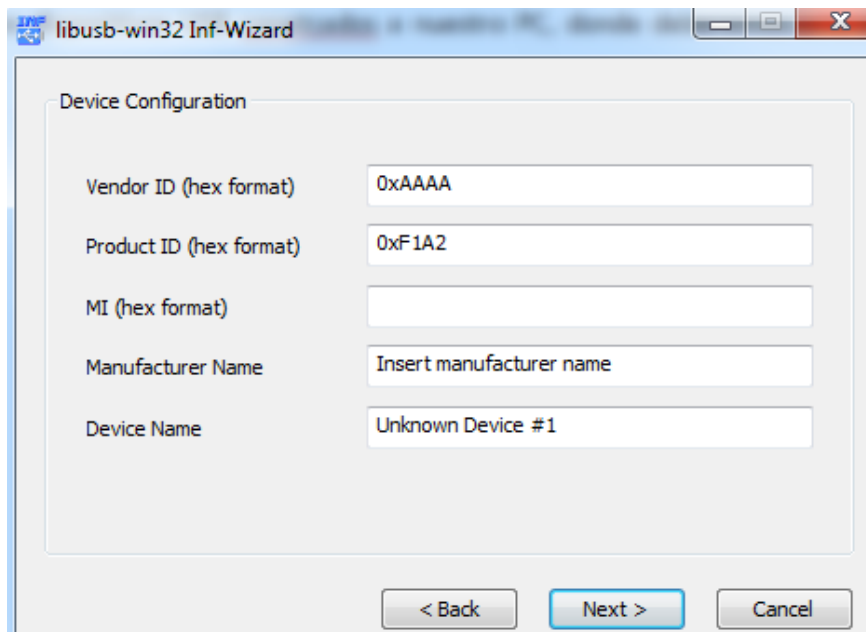 libusb-win32 Inf-Wizard
Device Configuration
Vendor ID (hex format) 0xAAAA
Product ID (hex format) 0xF1A2
MI (hex format)
Manufacturer Name Insert manufacturer name
Device Name Unknown Device #1
< Back Next > Cancel